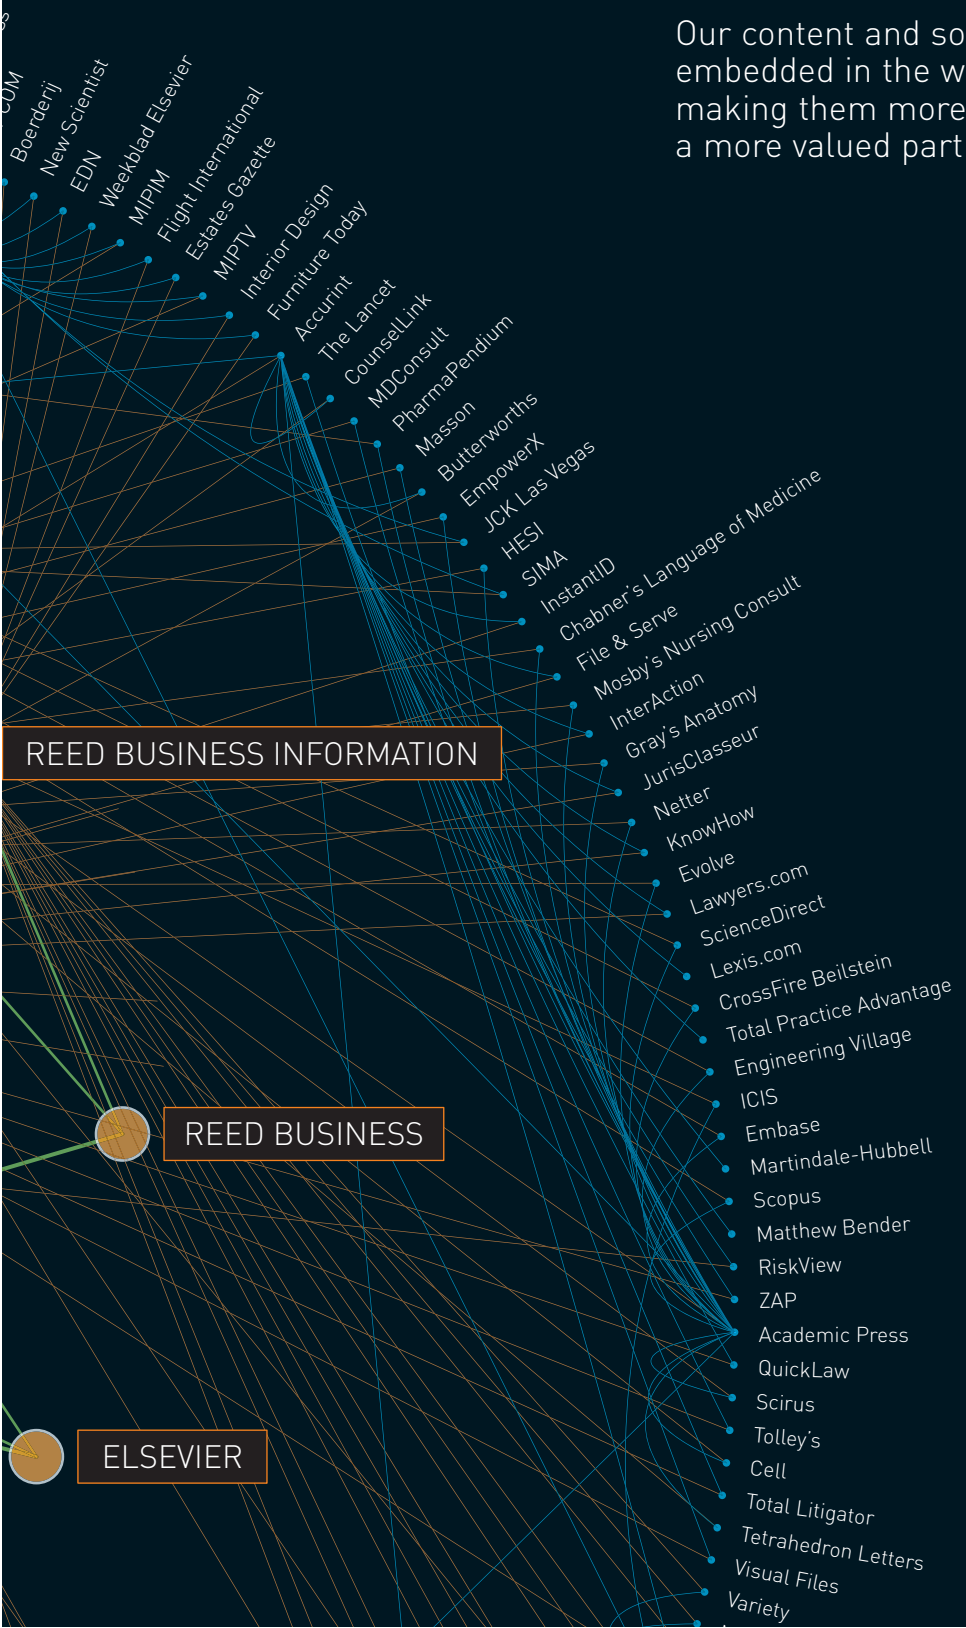 Our content and so
embedded in the w
making them more
a more valued part
COM
Boerderij
New Scientist
EDN
Weekblad Elsevier
MIPIM
Flight International
Estates Gazette
MIPTV
Interior Design
Furniture Today
Accurint
The Lancet
CounselLink
MDConsult
PharmaPendium
Masson
Butterworths
EmpowerX
JCK Las Vegas
HESI
SIMA
InstantID
Chabner's Language of Medicine
File & Serve
Mosby's Nursing Consult
InterAction
Gray's Anatomy
JurisClasseur
Netter
KnowHow
Evolve
Lawyers.com
ScienceDirect
Lexis.com
CrossFire Beilstein
Total Practice Advantage
Engineering Village
ICIS
Embase
Martindale-Hubbell
Scopus
Matthew Bender
RiskView
ZAP
Academic Press
QuickLaw
Scirus
Tolley's
Cell
Total Litigator
Tetrahedron Letters
Visual Files
Variety
REED BUSINESS INFORMATION
REED BUSINESS
ELSEVIER